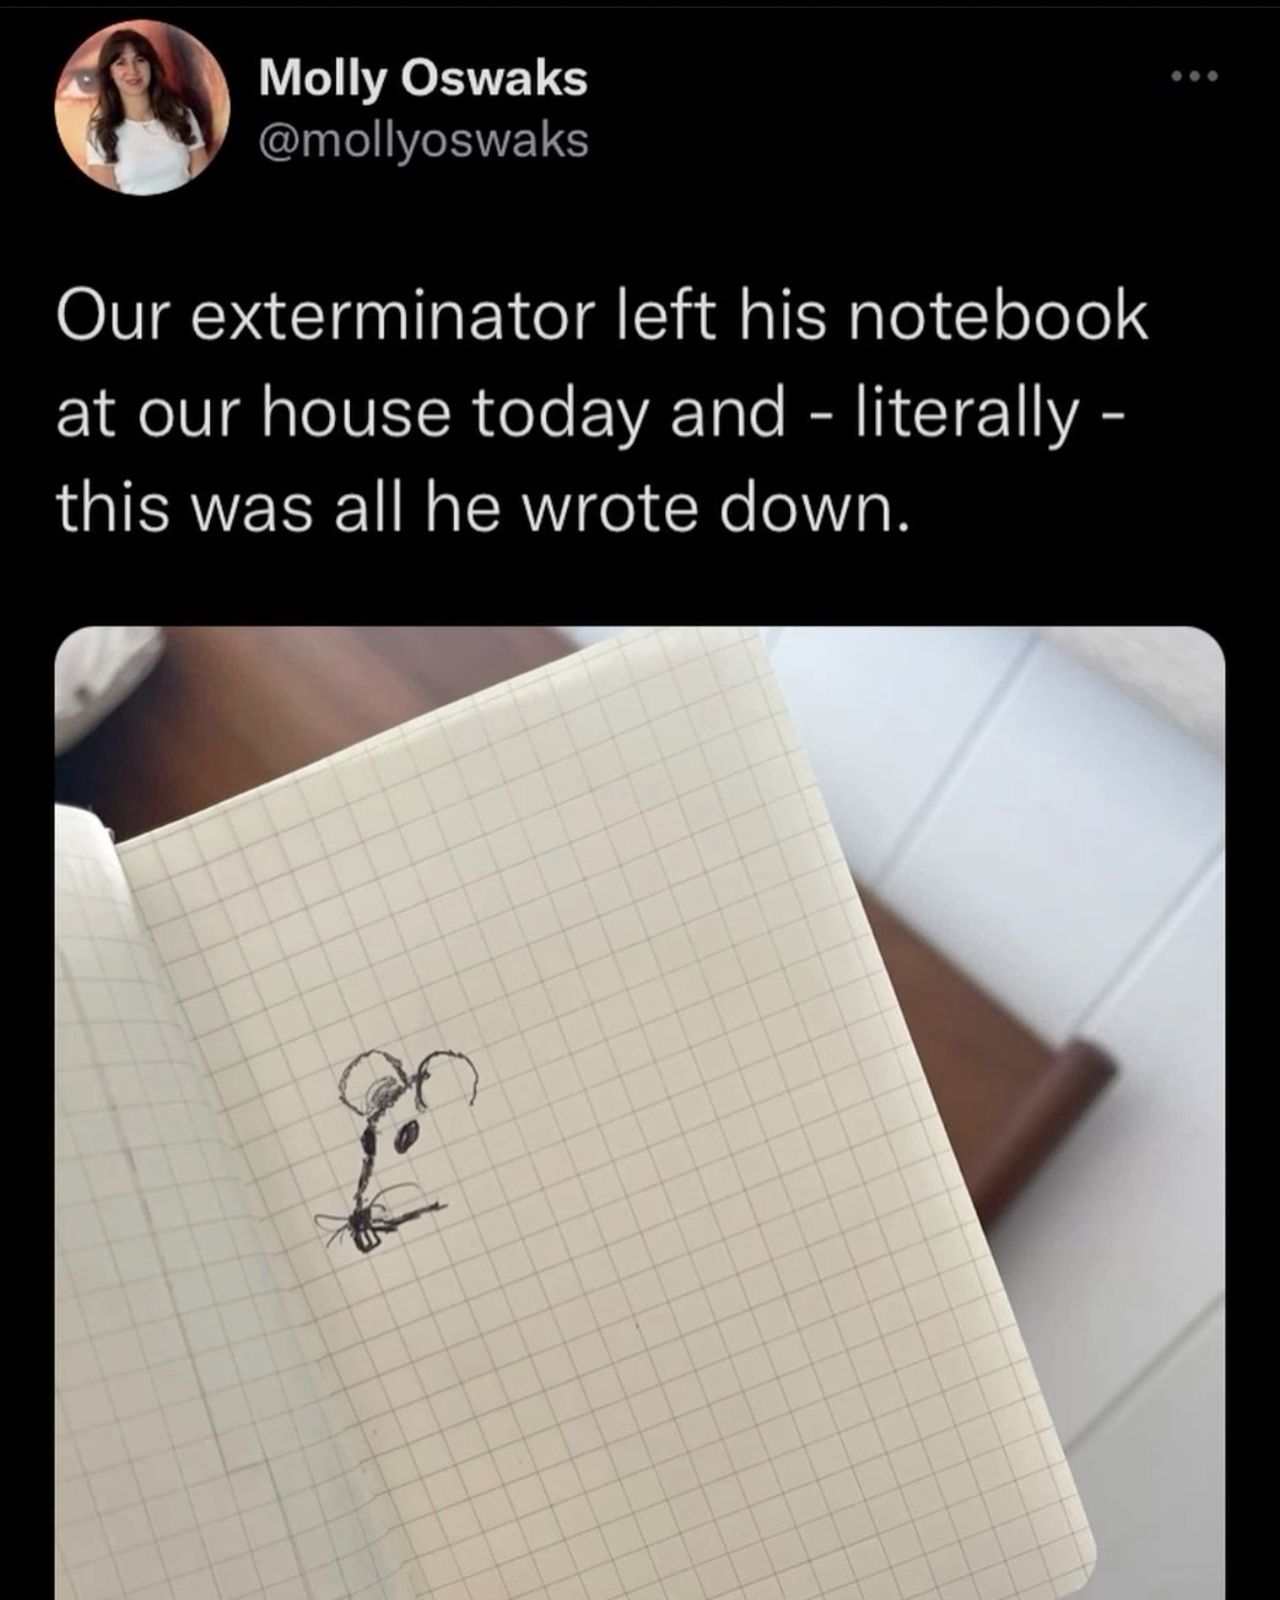 Molly Oswaks
@mollyoswaks
Our exterminator left his notebook
at our house today and - literally -
this was all he wrote down.